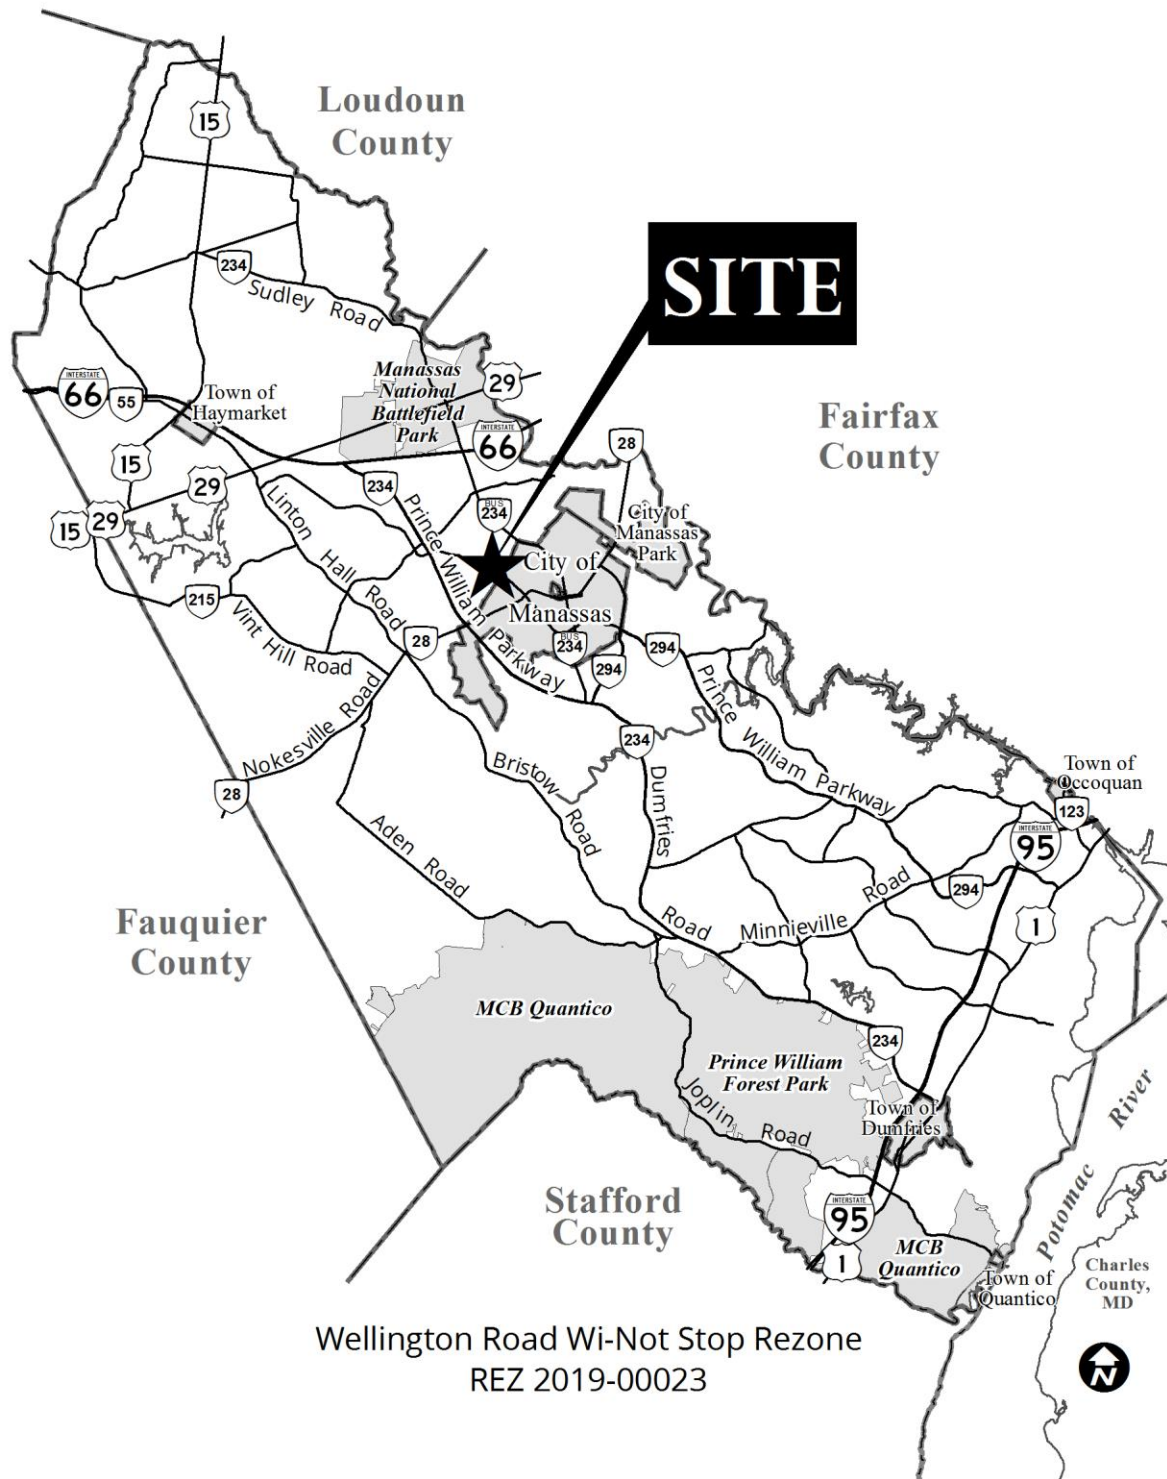 Loudoun
County
15
SITE
234
Sudley Road
Manassas
National
Battlefield
Park
29
INTERSTATE
66
55
Town of
Haymarket
INTERSTATE
66
Fairfax
County
28
15
29
234
BUS
234
City of
Manassas
Park
15
29
Linton Hall Road
Prince William Parkway
City of
Manassas
215
Vint Hill Road
28
BUS
234
294
294
Nokesville Road
28
Prince William Parkway
234
Bristow Road
Dumfries Road
Town of
Occoquan
123
INTERSTATE
95
Aden Road
294
Minnieville Road
1
Fauquier
County
MCB Quantico
234
Prince William
Forest Park
Joplin Road
Town of
Dumfries
Potomac River
Stafford
County
INTERSTATE
95
1
MCB
Quantico
Town of
Quantico
Charles
County,
MD
Wellington Road Wi-Not Stop Rezone
REZ 2019-00023
N